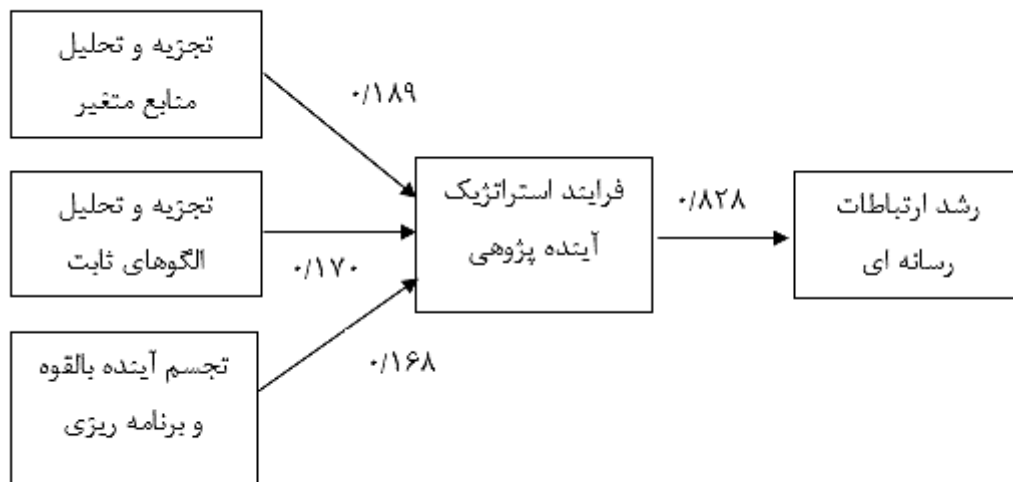 تجزیه و تحلیل
منابع متغیر
۰/۱۸۹
تجزیه و تحلیل
الگوهای ثابت
۰/۱۷۰
تجسم آینده بالقوه
و برنامه ریزی
۰/۱۶۸
فرایند استراتژیک
آینده پژوهی
۰/۸۲۸
رشد ارتباطات
رسانه ای